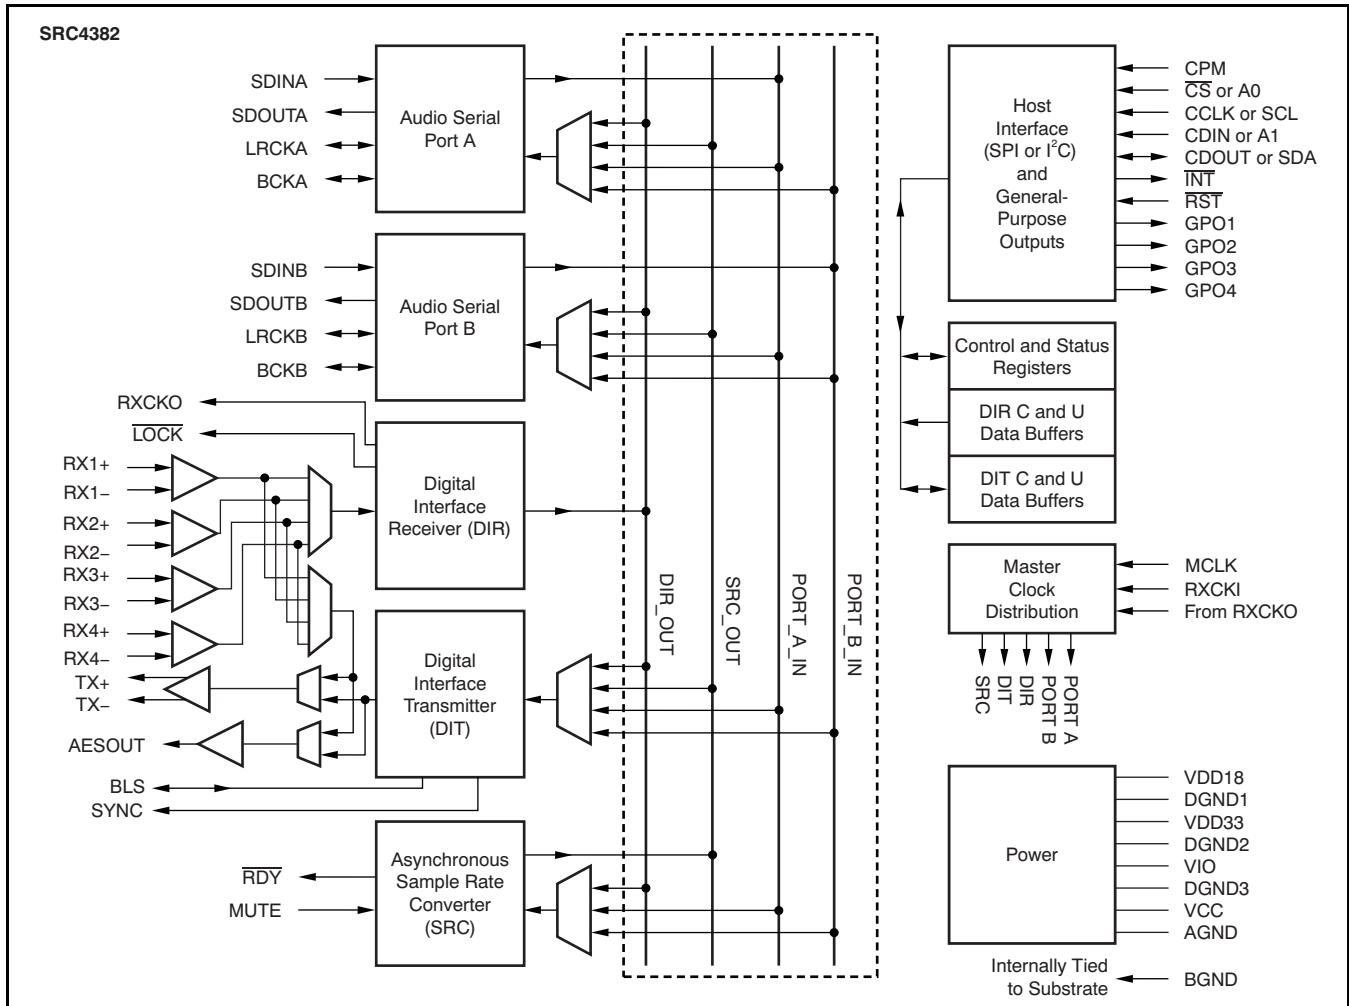 SRC4382
SDINA
SDOUTA
LRCKA
BCKA
Audio Serial
Port A
SDINB
SDOUTB
LRCKB
BCKB
Audio Serial
Port B
RXCKO
LOCK
RX1+
RX1–
RX2+
RX2–
RX3+
RX3–
RX4+
RX4–
TX+
TX–
AESOUT
BLS
SYNC
Digital
Interface
Receiver (DIR)
Digital
Interface
Transmitter
(DIT)
RDY
MUTE
Asynchronous
Sample Rate
Converter
(SRC)
DIR_OUT
SRC_OUT
PORT_A_IN
PORT_B_IN
Host
Interface
(SPI or I²C)
and
General-
Purpose
Outputs
CPM
CS or A0
CCLK or SCL
CDIN or A1
CDOUT or SDA
INT
RST
GPO1
GPO2
GPO3
GPO4
Control and Status
Registers
DIR C and U
Data Buffers
DIT C and U
Data Buffers
Master
Clock
Distribution
MCLK
RXCKI
From RXCKO
SRC
DIT
DIR
PORT B
PORT A
Power
VDD18
DGND1
VDD33
DGND2
VIO
DGND3
VCC
AGND
Internally Tied
to Substrate
BGND